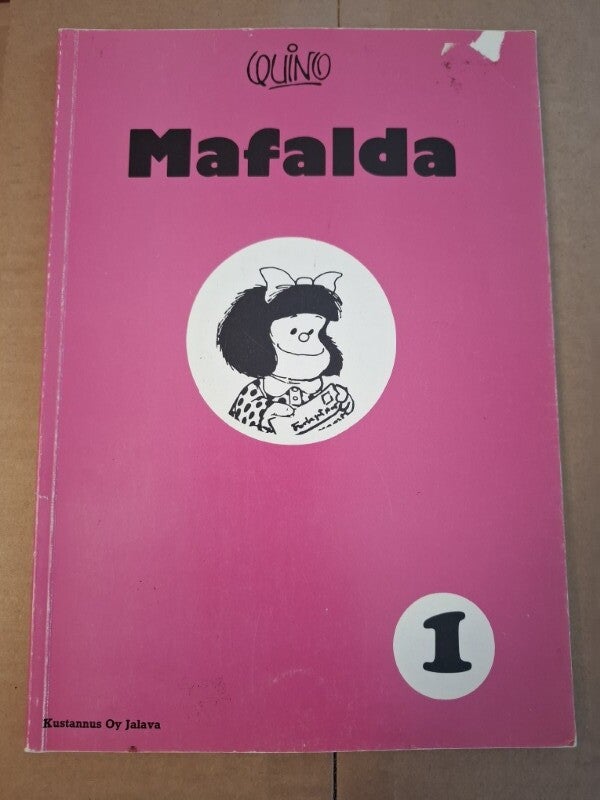 QUINO
Mafalda
1
Kustannus Oy Jalava